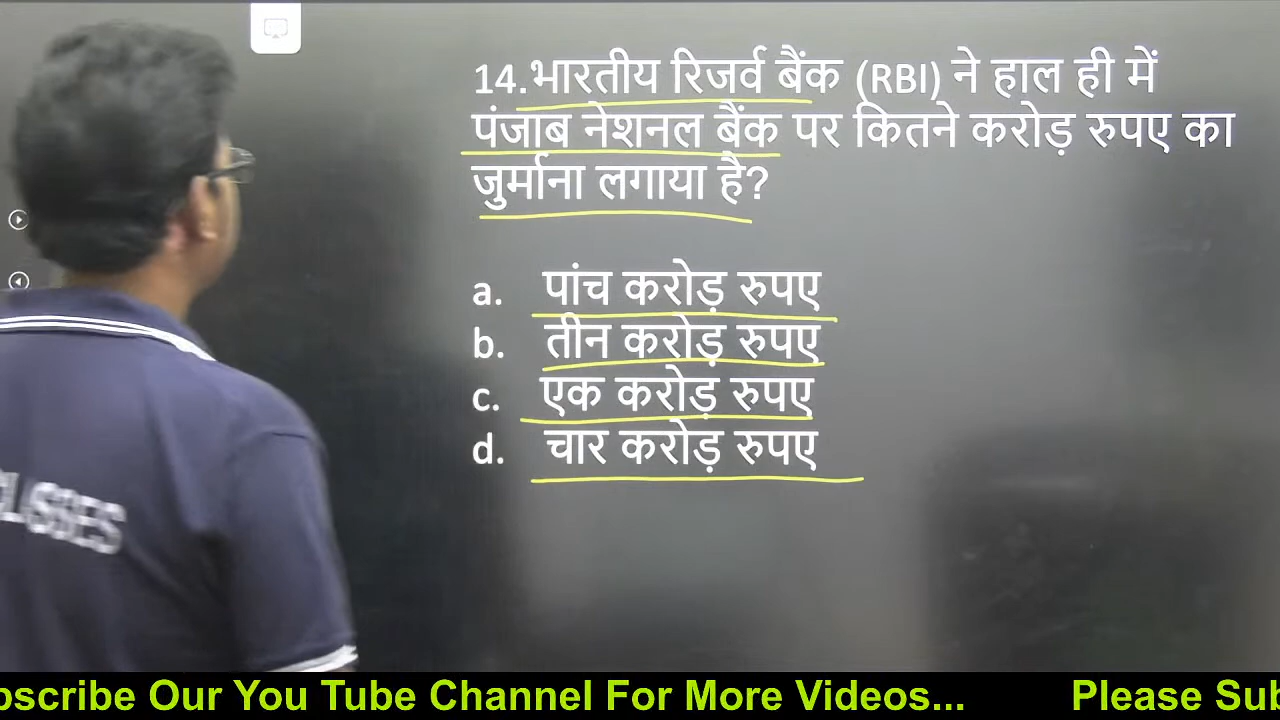 14.भारतीय रिजर्व बैंक (RBI) ने हाल ही में
पंजाब नेशनल बैंक पर कितने करोड़ रुपए का
जुर्माना लगाया है?
a. पांच करोड़ रुपए
b. तीन करोड़ रुपए
c. एक करोड़ रुपए
d. चार करोड़ रुपए
CLASSES
bscribe Our You Tube Channel For More Videos... Please Sub